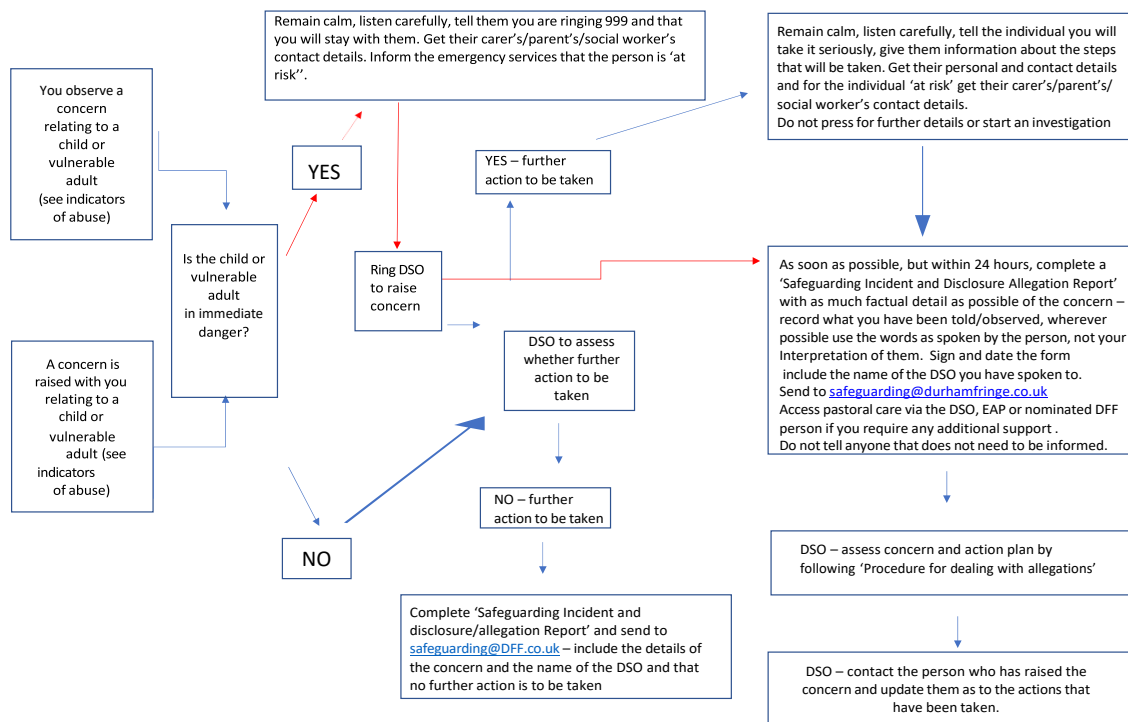 You observe a
concern
relating to a
child or
vulnerable
adult
(see indicators
of abuse)
A concern is
raised with you
relating to a
child or
vulnerable
adult (see
indicators
of abuse)
Is the child or
vulnerable
adult
in immediate
danger?
YES
NO
Remain calm, listen carefully, tell them you are ringing 999 and that
you will stay with them. Get their carer's/parent's/social worker's
contact details. Inform the emergency services that the person is 'at
risk''.
Ring DSO
to raise
concern
YES – further
action to be taken
DSO to assess
whether further
action to be
taken
NO – further
action to be taken
Complete 'Safeguarding Incident and
disclosure/allegation Report' and send to
safeguarding@DFF.co.uk – include the details of
the concern and the name of the DSO and that
no further action is to be taken
Remain calm, listen carefully, tell the individual you will
take it seriously, give them information about the steps
that will be taken. Get their personal and contact details
and for the individual 'at risk' get their carer's/parent's/
social worker's contact details.
Do not press for further details or start an investigation
As soon as possible, but within 24 hours, complete a
'Safeguarding Incident and Disclosure Allegation Report'
with as much factual detail as possible of the concern –
record what you have been told/observed, wherever
possible use the words as spoken by the person, not your
Interpretation of them. Sign and date the form
include the name of the DSO you have spoken to.
Send to safeguarding@durhamfringe.co.uk
Access pastoral care via the DSO, EAP or nominated DFF
person if you require any additional support .
Do not tell anyone that does not need to be informed.
DSO – assess concern and action plan by
following 'Procedure for dealing with allegations'
DSO – contact the person who has raised the
concern and update them as to the actions that
have been taken.